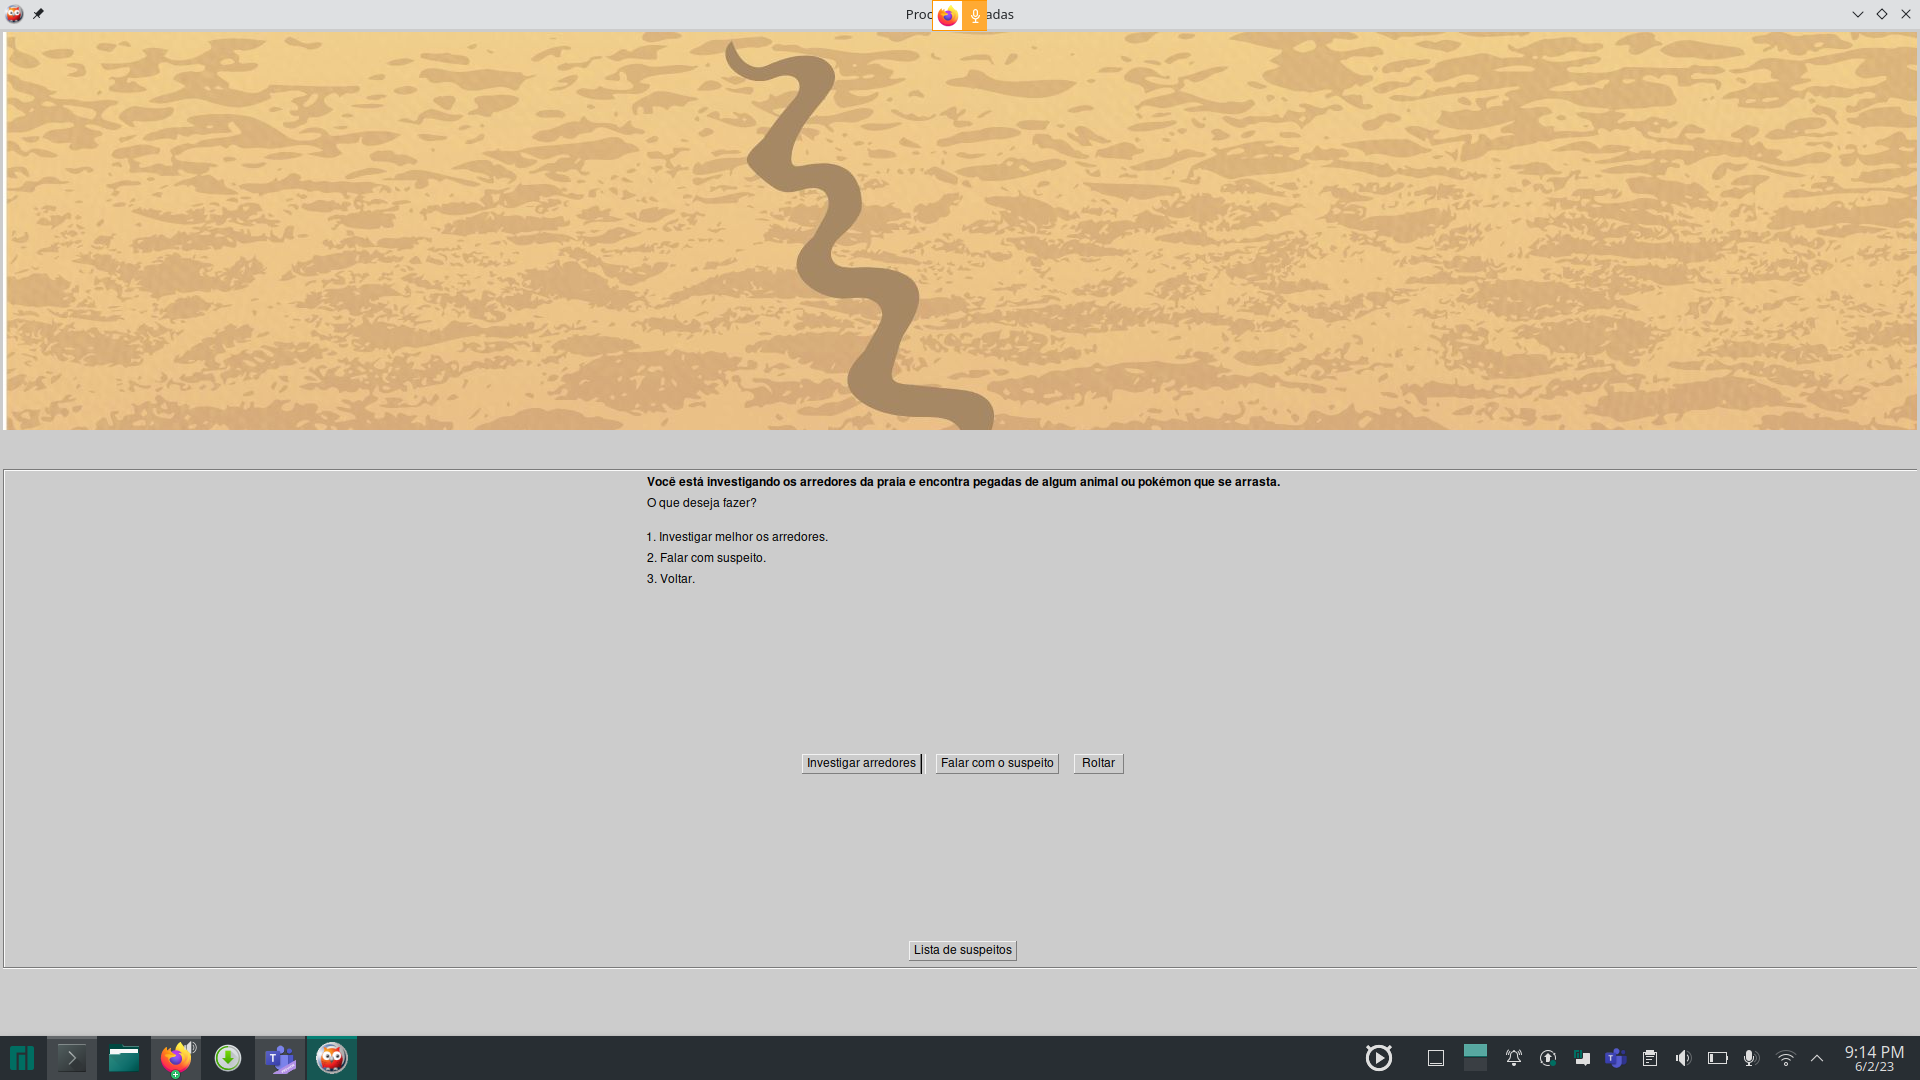 Proc adas
Você está investigando os arredores da praia e encontra pegadas de algum animal ou pokémon que se arrasta.
O que deseja fazer?
1. Investigar melhor os arredores.
2. Falar com suspeito.
3. Voltar.
Investigar arredores Falar com o suspeito Roltar
Lista de suspeitos
9:14 PM
6/2/23